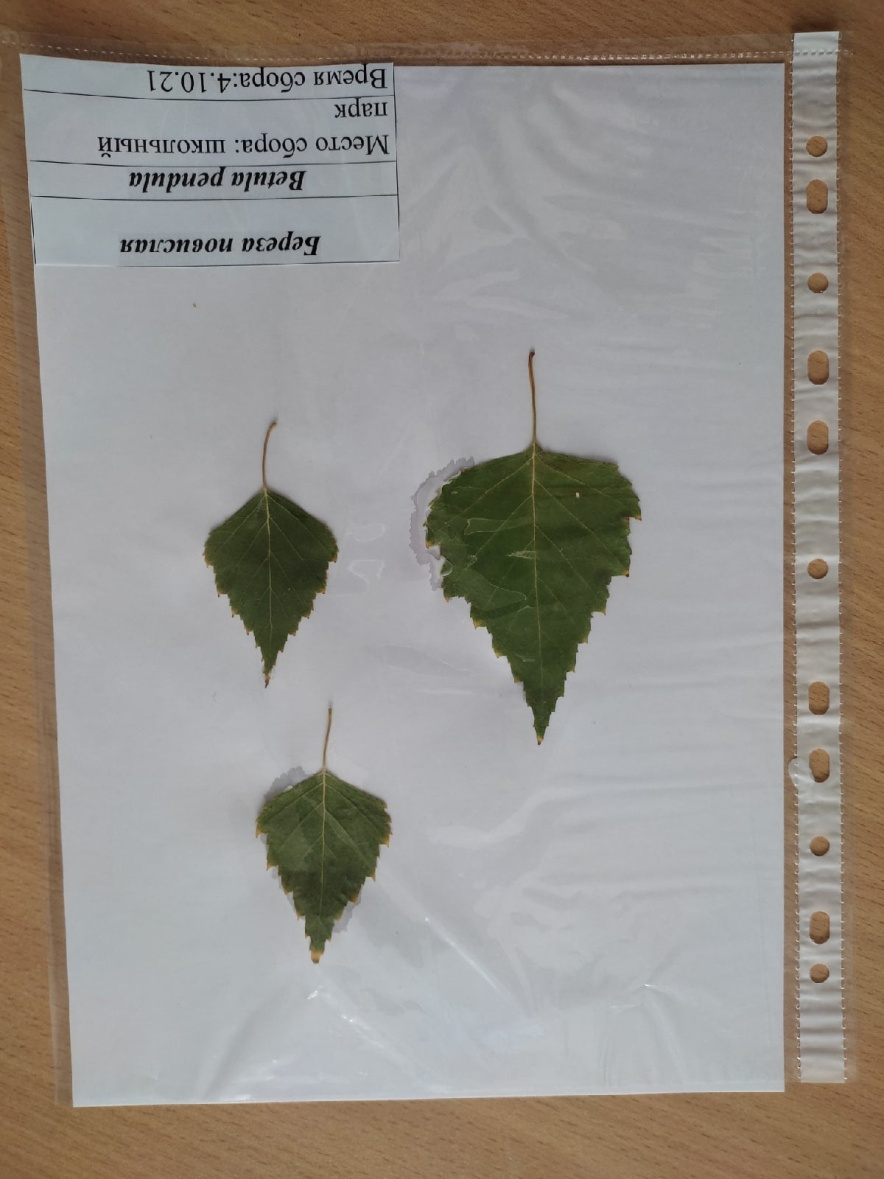 Береза повислая
Betula pendula
Место сбора: школьный
парк
Время сбора:4.10.21